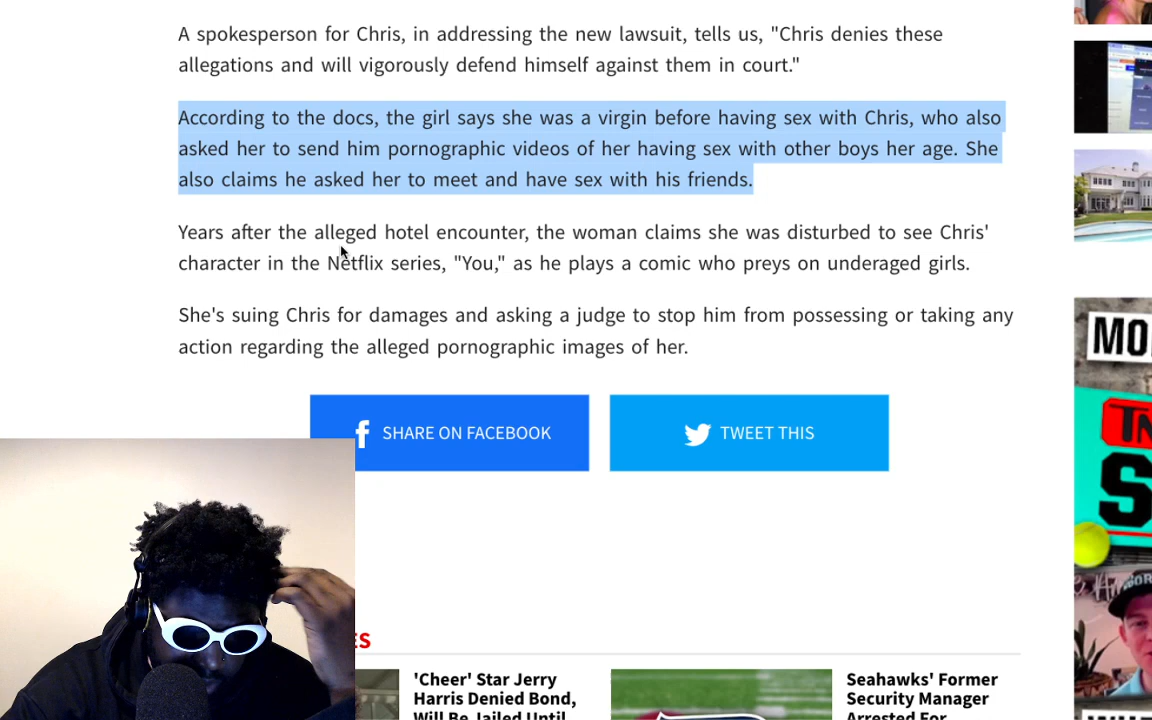 A spokesperson for Chris, in addressing the new lawsuit, tells us, "Chris denies these
allegations and will vigorously defend himself against them in court."
According to the docs, the girl says she was a virgin before having sex with Chris, who also
asked her to send him pornographic videos of her having sex with other boys her age. She
also claims he asked her to meet and have sex with his friends.
Years after the alleged hotel encounter, the woman claims she was disturbed to see Chris'
character in the Netflix series, "You," as he plays a comic who preys on underaged girls.
She's suing Chris for damages and asking a judge to stop him from possessing or taking any
action regarding the alleged pornographic images of her.
SHARE ON FACEBOOK
TWEET THIS
MO
S
ES
'Cheer' Star Jerry
Harris Denied Bond,
Will Be Jailed Until
Seahawks' Former
Security Manager
Arrested For